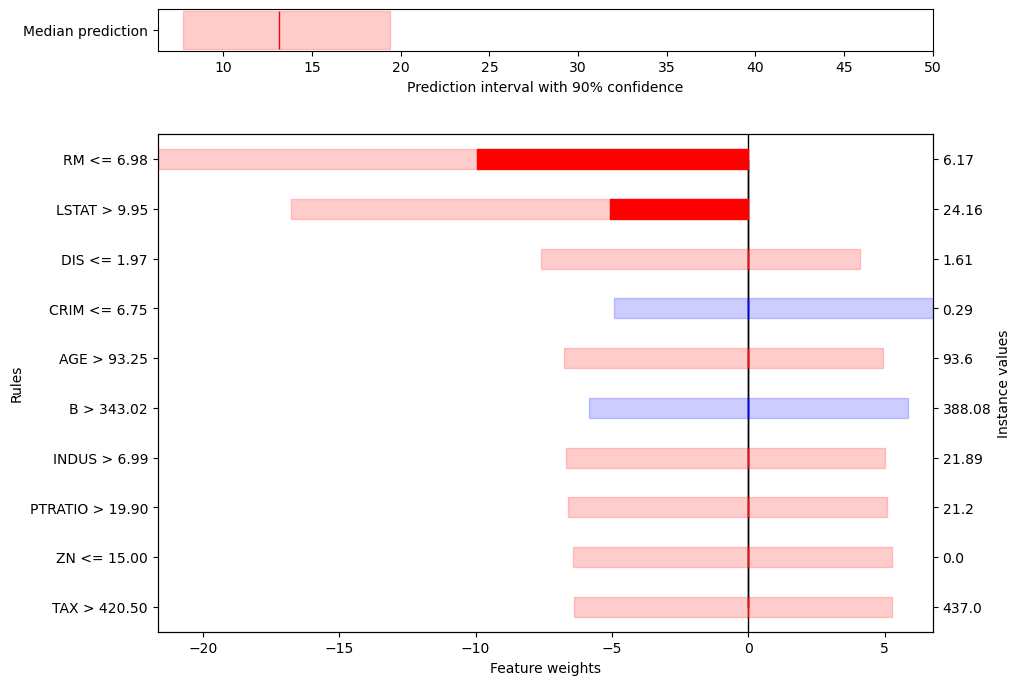 Median prediction
10 15 20 25 30 35 40 45 50
Prediction interval with 90% confidence
Rules
RM <= 6.98 6.17
LSTAT > 9.95 24.16
DIS <= 1.97 1.61
CRIM <= 6.75 0.29
AGE > 93.25 93.6
B > 343.02 388.08
INDUS > 6.99 21.89
PTRATIO > 19.90 21.2
ZN <= 15.00 0.0
TAX > 420.50 437.0
Instance values
−20 −15 −10 −5 0 5
Feature weights